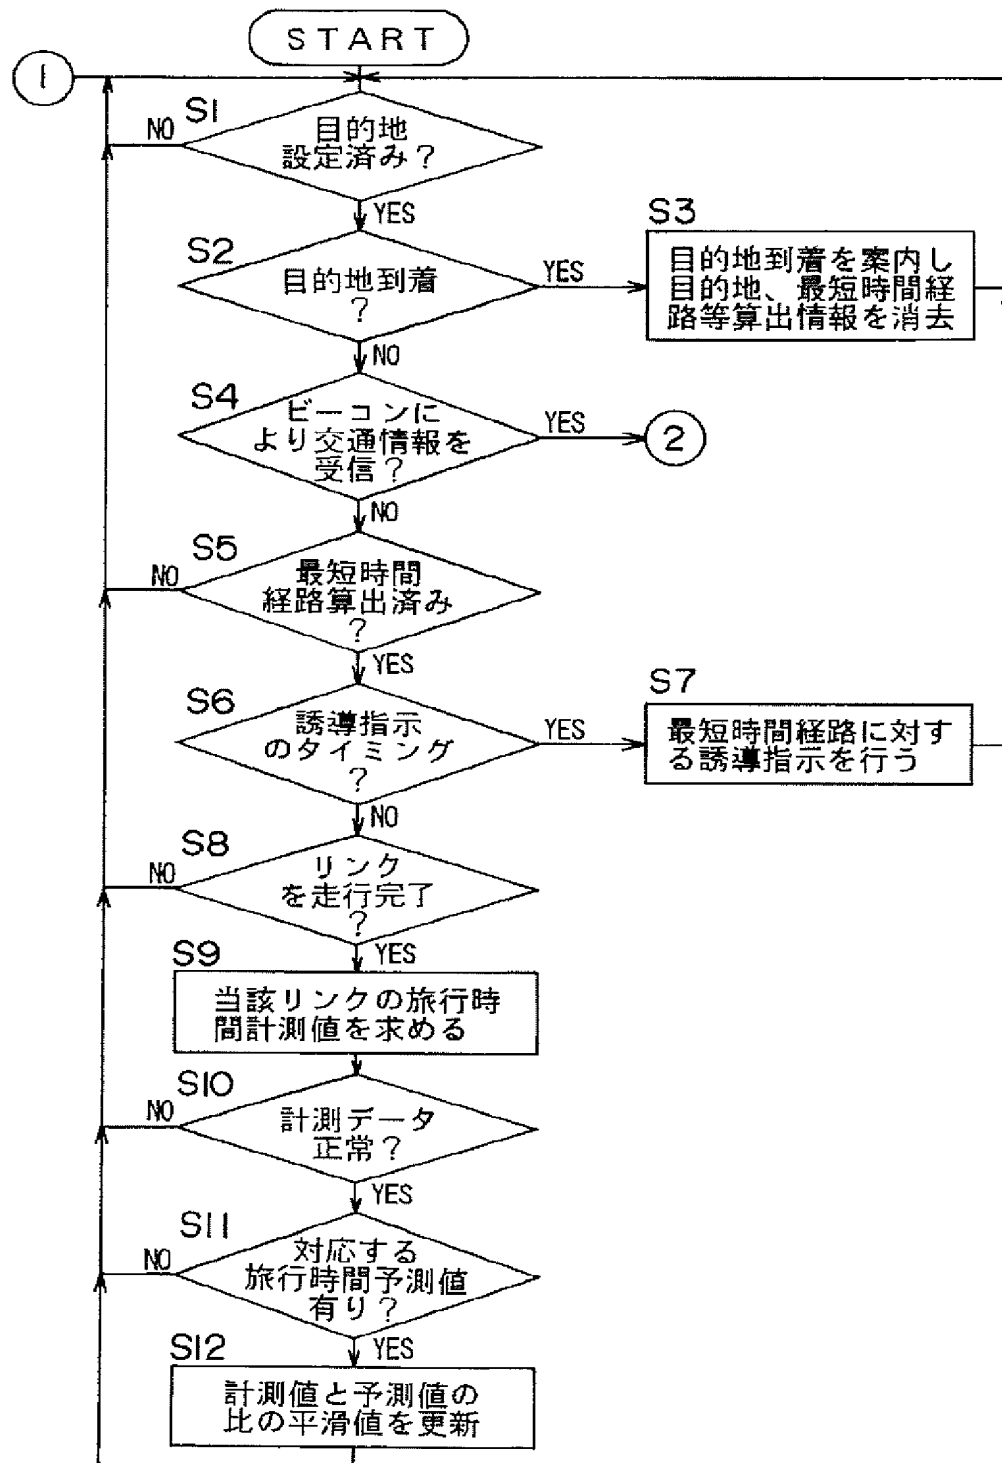 START
1
S1
目的地
設定済み？
NO
YES
S2
目的地到着
？
YES
NO
S3
目的地到着を案内し
目的地、最短時間経
路等算出情報を消去
S4
ビーコンに
より交通情報を
受信？
YES
2
NO
S5
最短時間
経路算出済み
？
NO
YES
S6
誘導指示
のタイミング
？
YES
NO
S7
最短時間経路に対す
る誘導指示を行う
S8
リンク
を走行完了
？
NO
YES
S9
当該リンクの旅行時
間計測値を求める
S10
計測データ
正常？
NO
YES
S11
対応する
旅行時間予測値
有り？
NO
YES
S12
計測値と予測値の
比の平滑値を更新